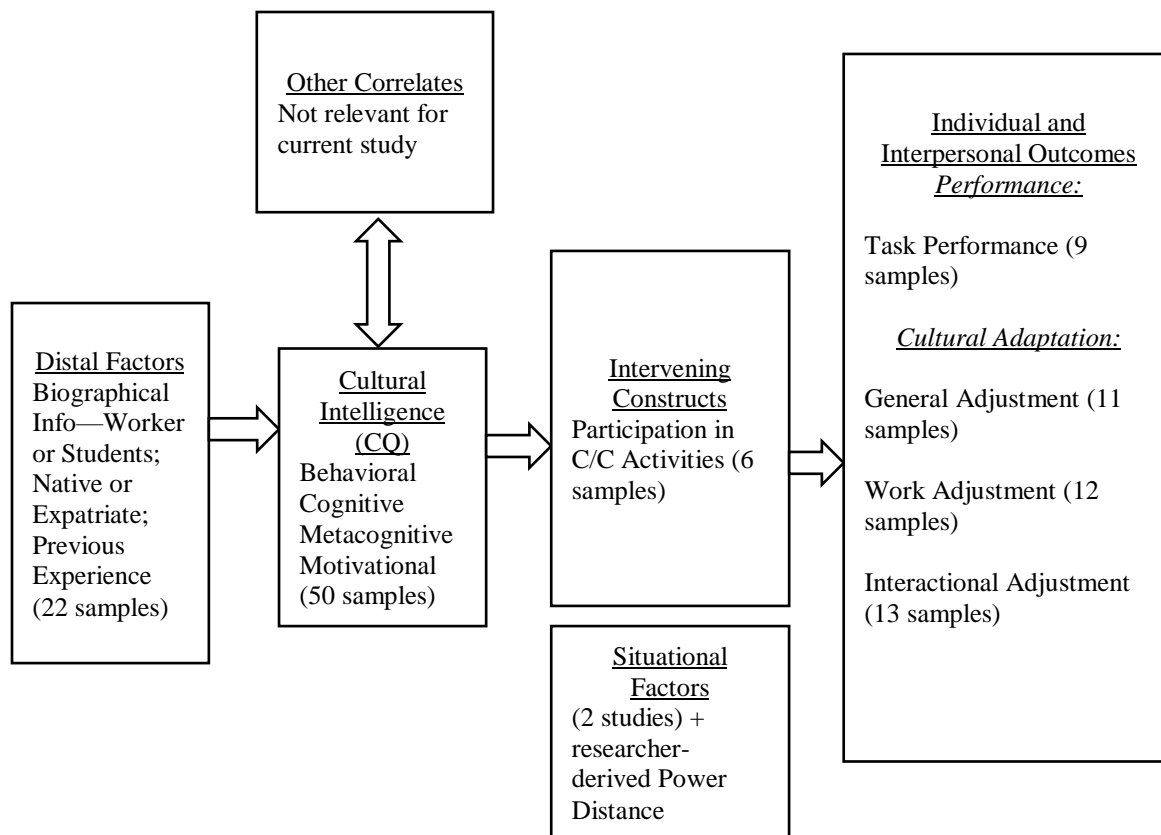 Other Correlates
Not relevant for
current study
Distal Factors
Biographical
Info—Worker
or Students;
Native or
Expatriate;
Previous
Experience
(22 samples)
Cultural
Intelligence
(CQ)
Behavioral
Cognitive
Metacognitive
Motivational
(50 samples)
Intervening
Constructs
Participation in
C/C Activities (6
samples)
Situational
Factors
(2 studies) +
researcher-
derived Power
Distance
Individual and
Interpersonal Outcomes
Performance:
Task Performance (9
samples)
Cultural Adaptation:
General Adjustment (11
samples)
Work Adjustment (12
samples)
Interactional Adjustment
(13 samples)